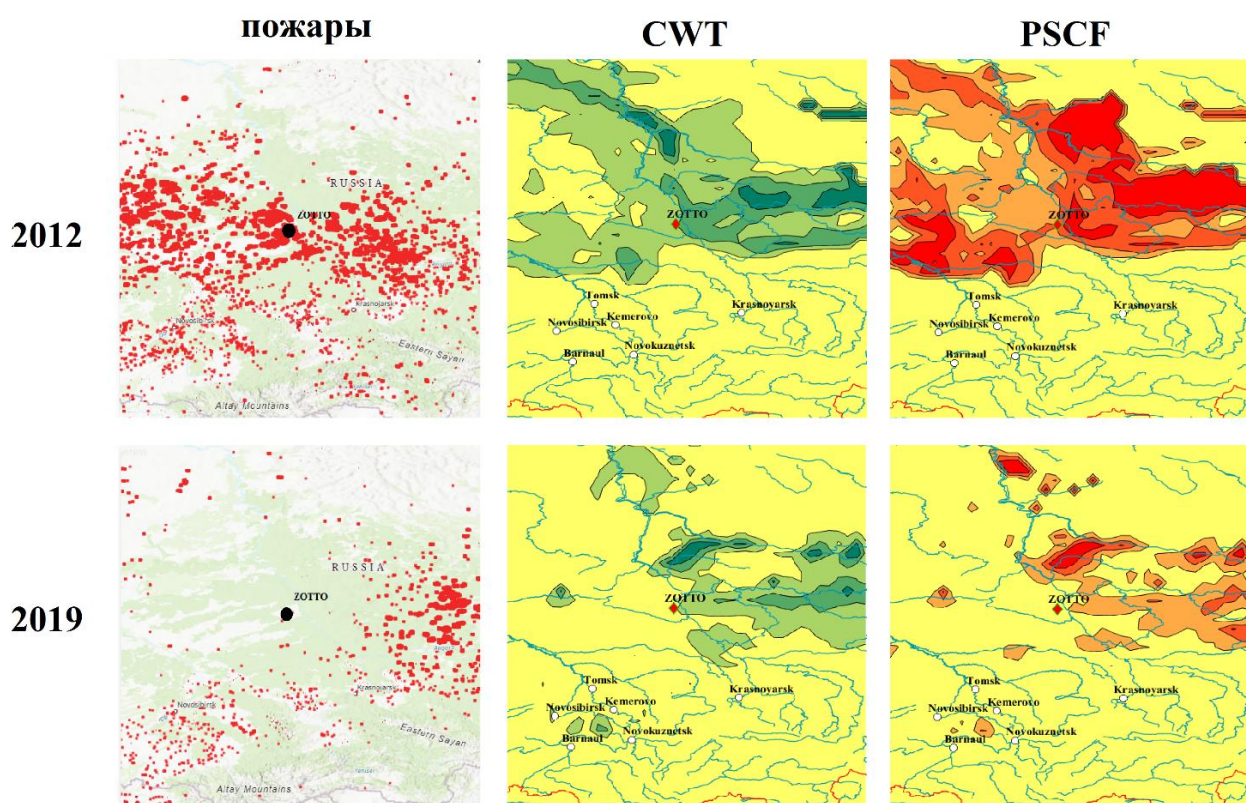 пожары
CWT
PSCF
2012
RUSSIA
ZOTTO
Krasnojarsk
Novosibirsk
Eastern Sayan
Altay Mountains
ZOTTO
Tomsk
Krasnoyarsk
Kemerovo
Novosibirsk
Novokuznetsk
Barnaul
ZOTTO
Tomsk
Krasnoyarsk
Kemerovo
Novosibirsk
Novokuznetsk
Barnaul
2019
RUSSIA
ZOTTO
Krasnojarsk
Novosibirsk
Eastern Sayan
Altay Mountains
ZOTTO
Tomsk
Krasnoyarsk
Kemerovo
Novosibirsk
Novokuznetsk
Barnaul
ZOTTO
Tomsk
Krasnoyarsk
Kemerovo
Novosibirsk
Novokuznetsk
Barnaul